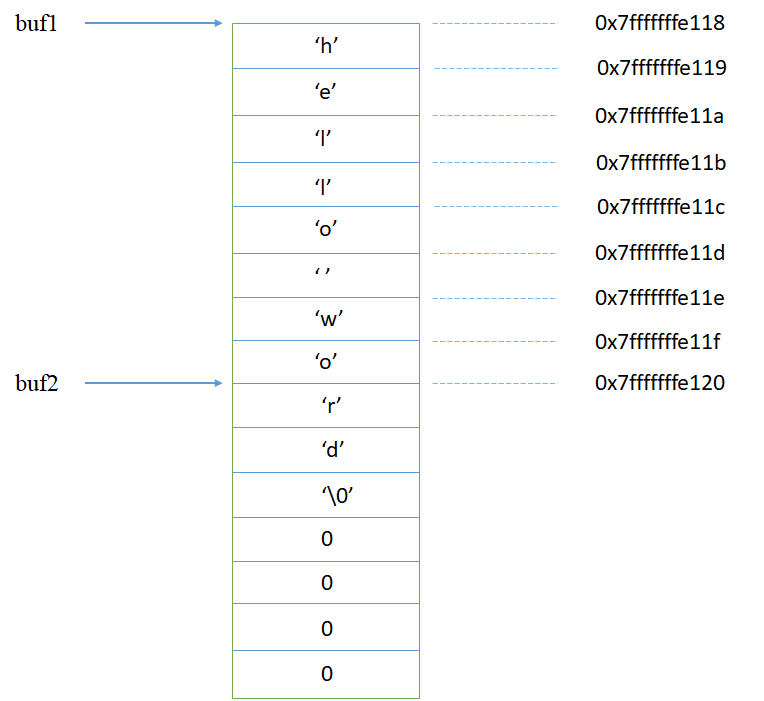 buf1 0x7fffffffe118
‘h’
0x7fffffffe119
‘e’
0x7fffffffe11a
‘l’
0x7fffffffe11b
‘l’
0x7fffffffe11c
‘o’
0x7fffffffe11d
‘ ’
0x7fffffffe11e
‘w’
0x7fffffffe11f
‘o’
buf2 0x7fffffffe120
‘r’
‘d’
‘\0’
0
0
0
0